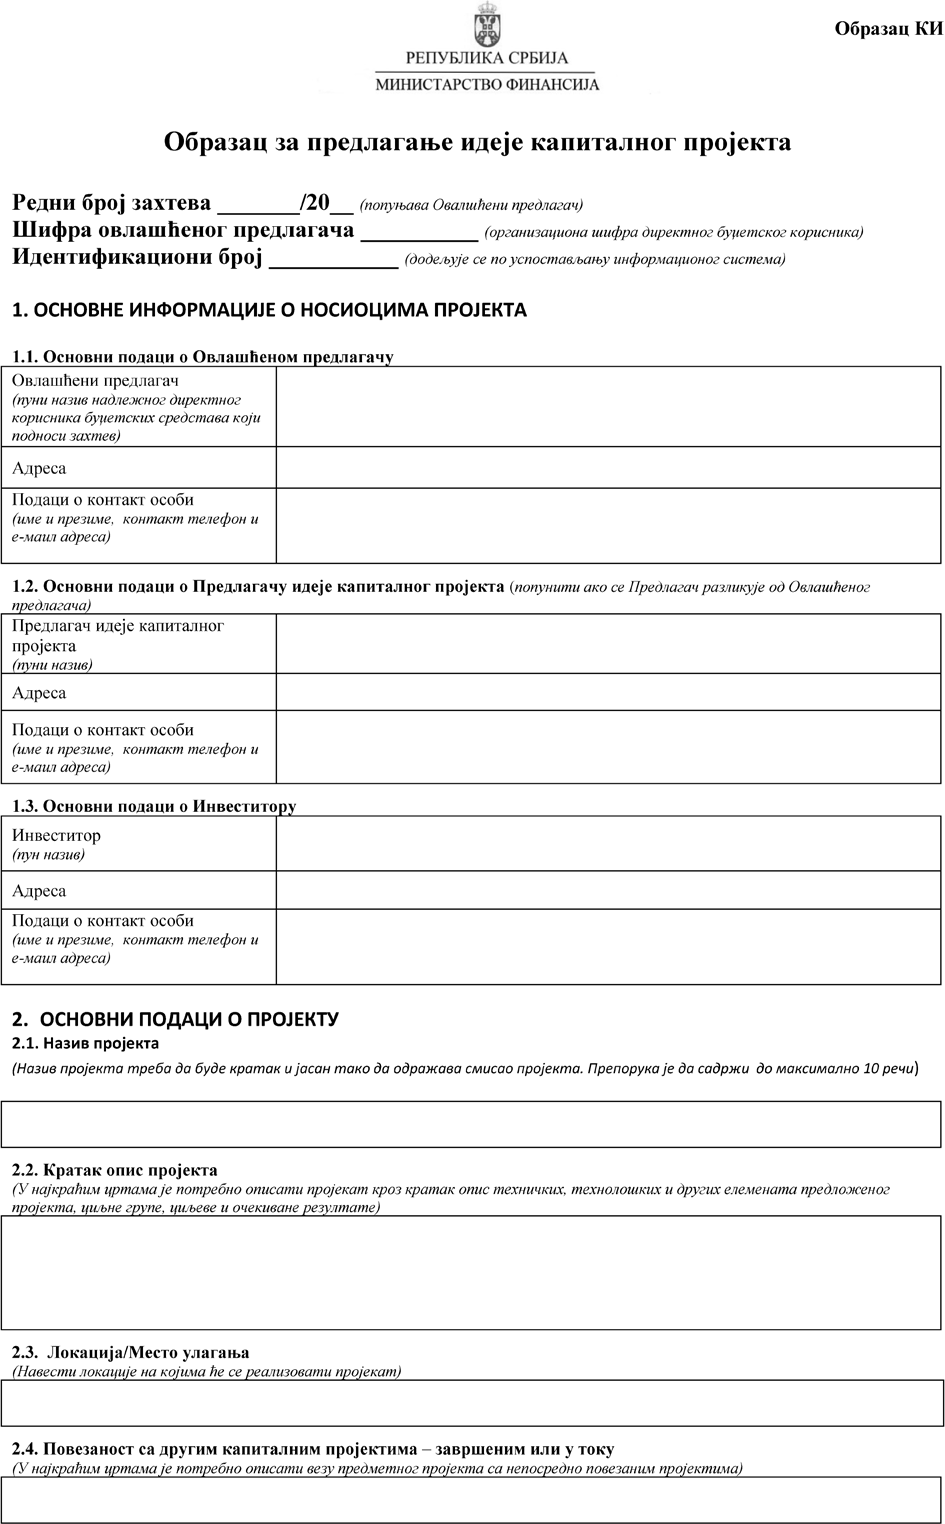 Образац КИ
РЕПУБЛИКА СРБИЈА
МИНИСТАРСТВО ФИНАНСИЈА
Образац за предлагање идеје капиталног пројекта
Редни број захтева _______/20__ (попуњава Овалићени предлагач)
Шифра овлашћеног предлагача __________ (организациона шифра директног буџетског корисника)
Идентификациони број ___________ (додељује се по успостављању информационог система)
1. ОСНОВНЕ ИНФОРМАЦИЈЕ О НОСИОЦИМА ПРОЈЕКТА
1.1. Основни подаци о Овлашћеном предлагачу
Овлашћени предлагач
(пуни назив надлежног директног
корисника буџетских средстава који
подноси захтев)
Адреса
Подаци о контакт особи
(име и презиме, контакт телефон и
е-маил адреса)
1.2. Основни подаци о Предлагачу идеје капиталног пројекта (попунити ако се Предлагач разликује од Овлашћеног
предлагача)
Предлагач идеје капиталног
пројекта
(пуни назив)
Адреса
Подаци о контакт особи
(име и презиме, контакт телефон и
е-маил адреса)
1.3. Основни подаци о Инвеститору
Инвеститор
(пун назив)
Адреса
Подаци о контакт особи
(име и презиме, контакт телефон и
е-маил адреса)
2. ОСНОВНИ ПОДАЦИ О ПРОЈЕКТУ
2.1. Назив пројекта
(Назив пројекта треба да буде кратак и јасан тако да одражава смисао пројекта. Препорука је да садржи до максимално 10 речи)
2.2. Кратак опис пројекта
(У најкраћим цртама је потребно описати пројекат кроз кратак опис техничких, технолошких и других елемената предложеног
пројекта, циљне групе, циљеве и очекиване резултате)
2.3. Локација/Место улагања
(Навести локације на којима ће се реализовати пројекат)
2.4. Повезаност са другим капиталним пројектима – завршеним или у току
(У најкраћим цртама је потребно описати везу предметног пројекта са непосредно повезаним пројектима)